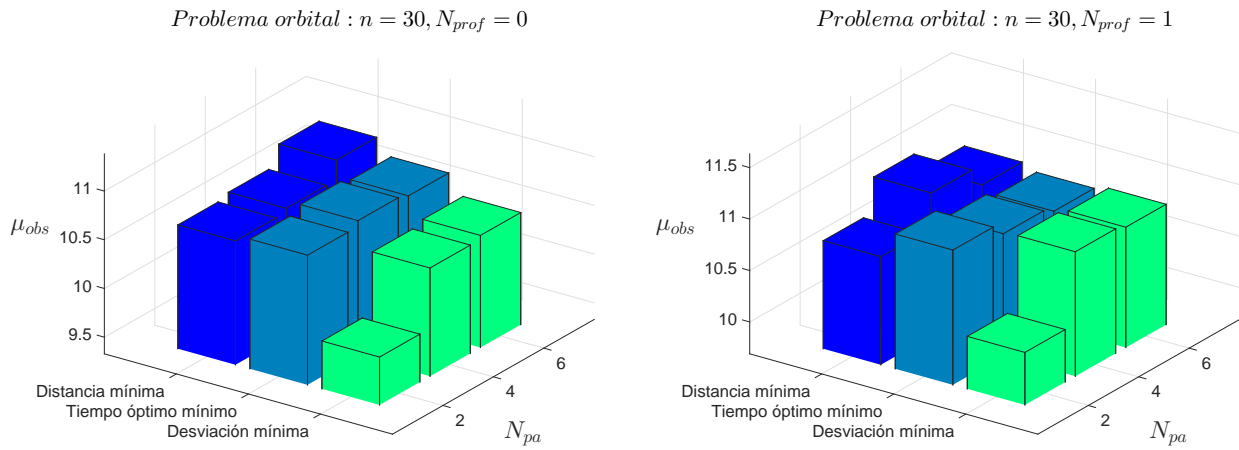 Problema orbital : n = 30, N_prof = 0
11
10.5
10
9.5
μ_obs
Distancia mínima
Tiempo óptimo mínimo
Desviación mínima
2
4
6
N_pa
Problema orbital : n = 30, N_prof = 1
11.5
11
10.5
10
μ_obs
Distancia mínima
Tiempo óptimo mínimo
Desviación mínima
2
4
6
N_pa